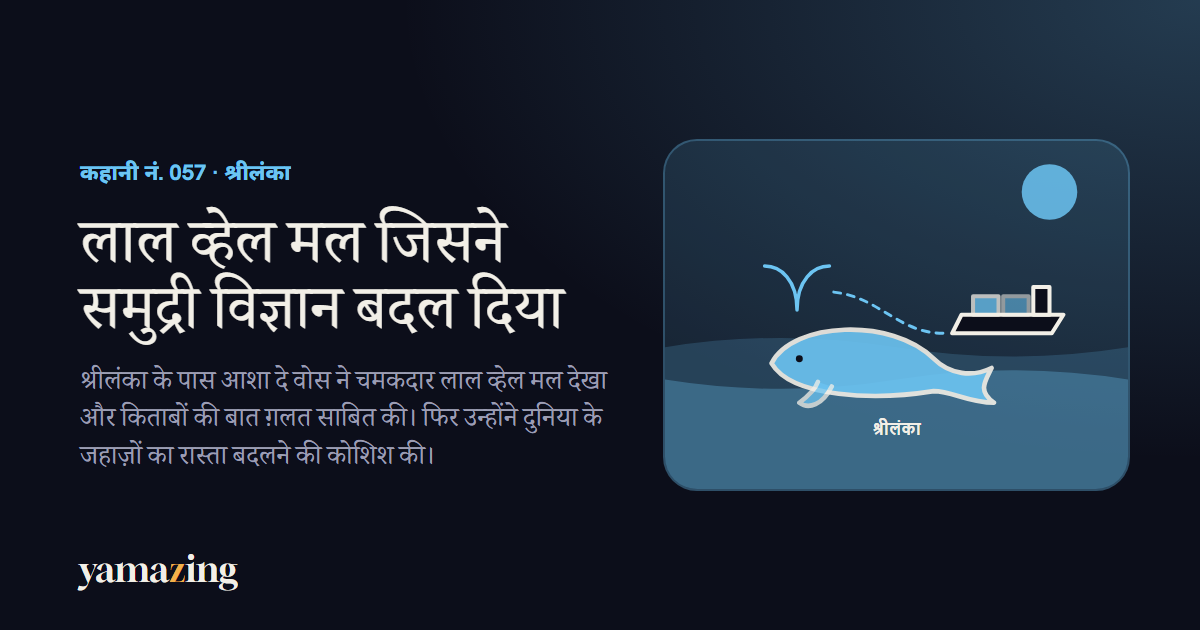 कहानी नं. 057 · श्रीलंका
लाल व्हेल मल जिसने
समुद्री विज्ञान बदल दिया
श्रीलंका के पास आशा दे वोस ने चमकदार लाल व्हेल मल देखा
और किताबों की बात ग़लत साबित की। फिर उन्होंने दुनिया के
जहाज़ों का रास्ता बदलने की कोशिश की।
श्रीलंका
yamazing